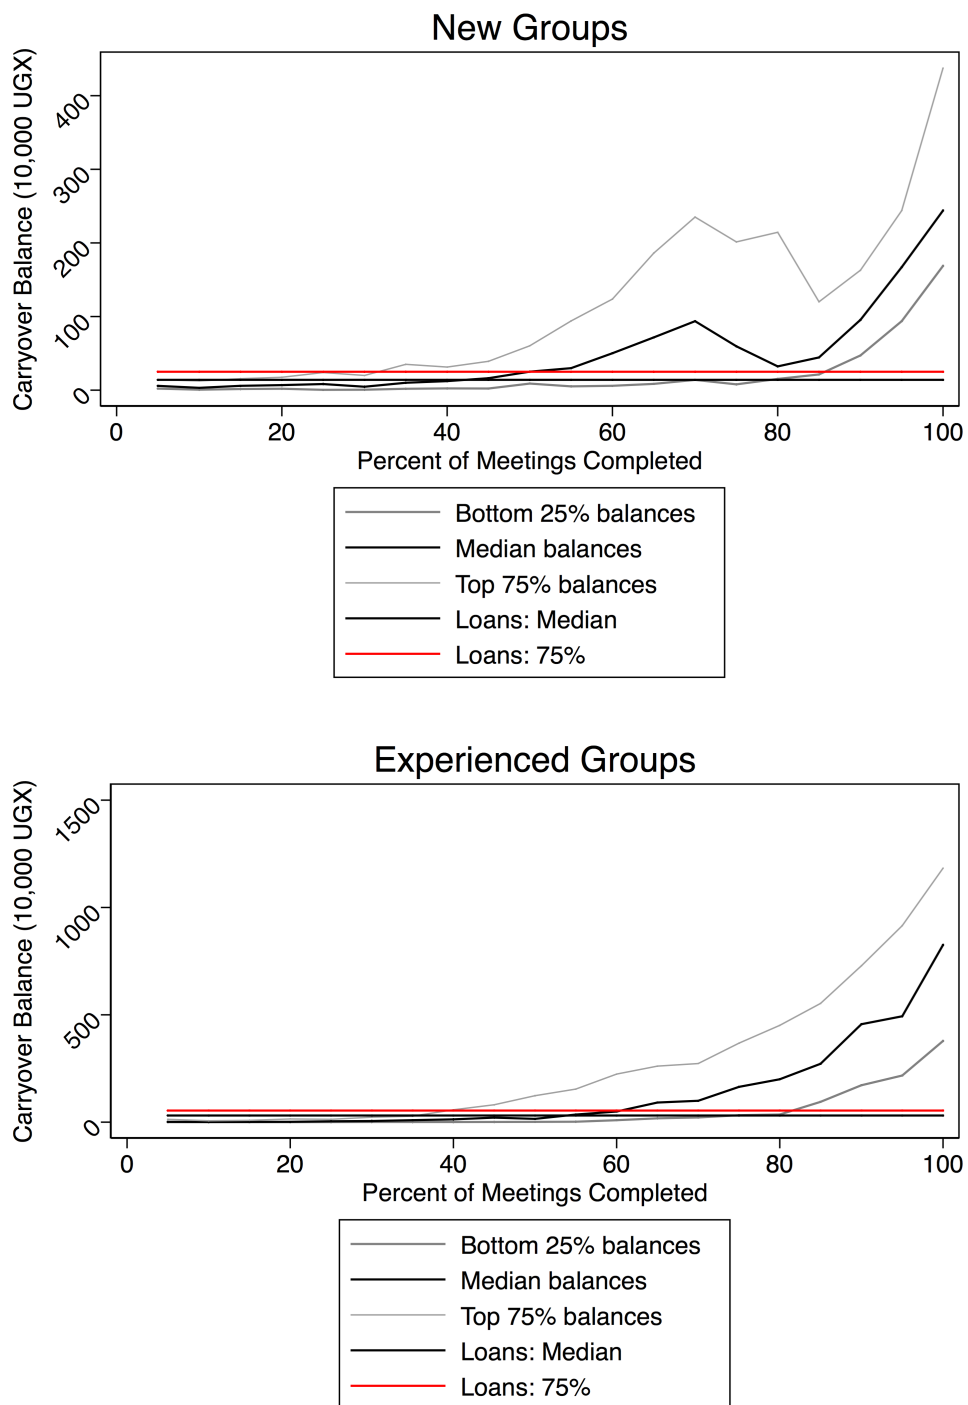 New Groups
Carryover Balance (10,000 UGX)
400
300
200
100
0
0 20 40 60 80 100
Percent of Meetings Completed
Bottom 25% balances
Median balances
Top 75% balances
Loans: Median
Loans: 75%
Experienced Groups
Carryover Balance (10,000 UGX)
1500
1000
500
0
0 20 40 60 80 100
Percent of Meetings Completed
Bottom 25% balances
Median balances
Top 75% balances
Loans: Median
Loans: 75%